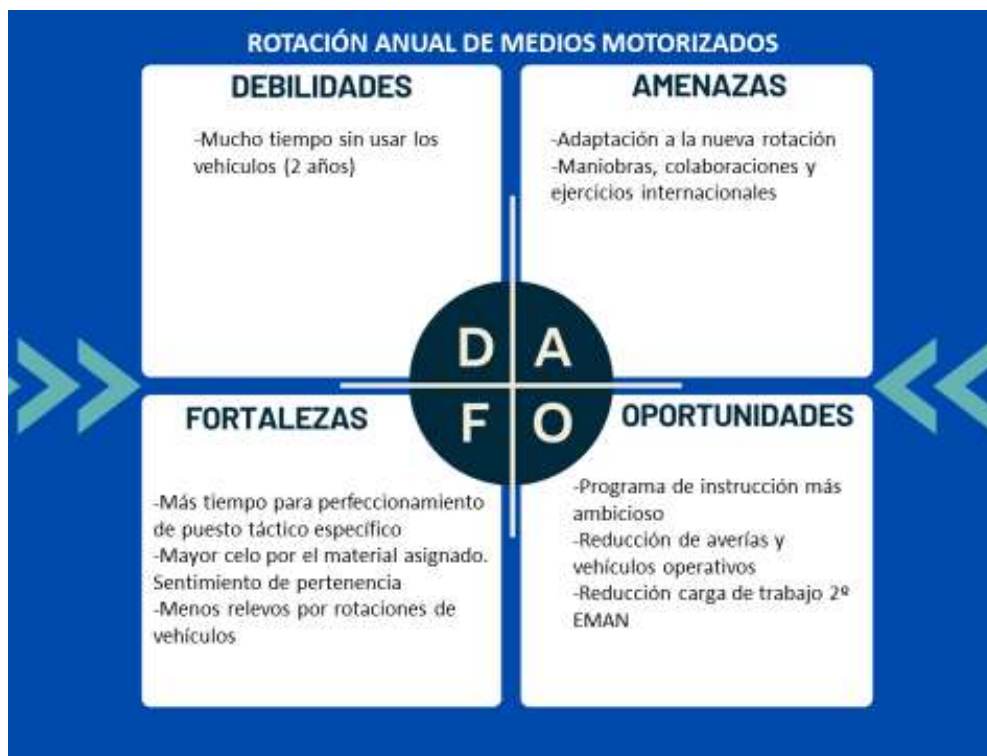 ROTACIÓN ANUAL DE MEDIOS MOTORIZADOS
DEBILIDADES
-Mucho tiempo sin usar los
vehículos (2 años)
AMENAZAS
-Adaptación a la nueva rotación
-Maniobras, colaboraciones y
ejercicios internacionales
D A
F O
FORTALEZAS
-Más tiempo para perfeccionamiento
de puesto táctico específico
-Mayor celo por el material asignado.
Sentimiento de pertenencia
-Menos relevos por rotaciones de
vehículos
OPORTUNIDADES
-Programa de instrucción más
ambicioso
-Reducción de averías y
vehículos operativos
-Reducción carga de trabajo 2º
EMAN